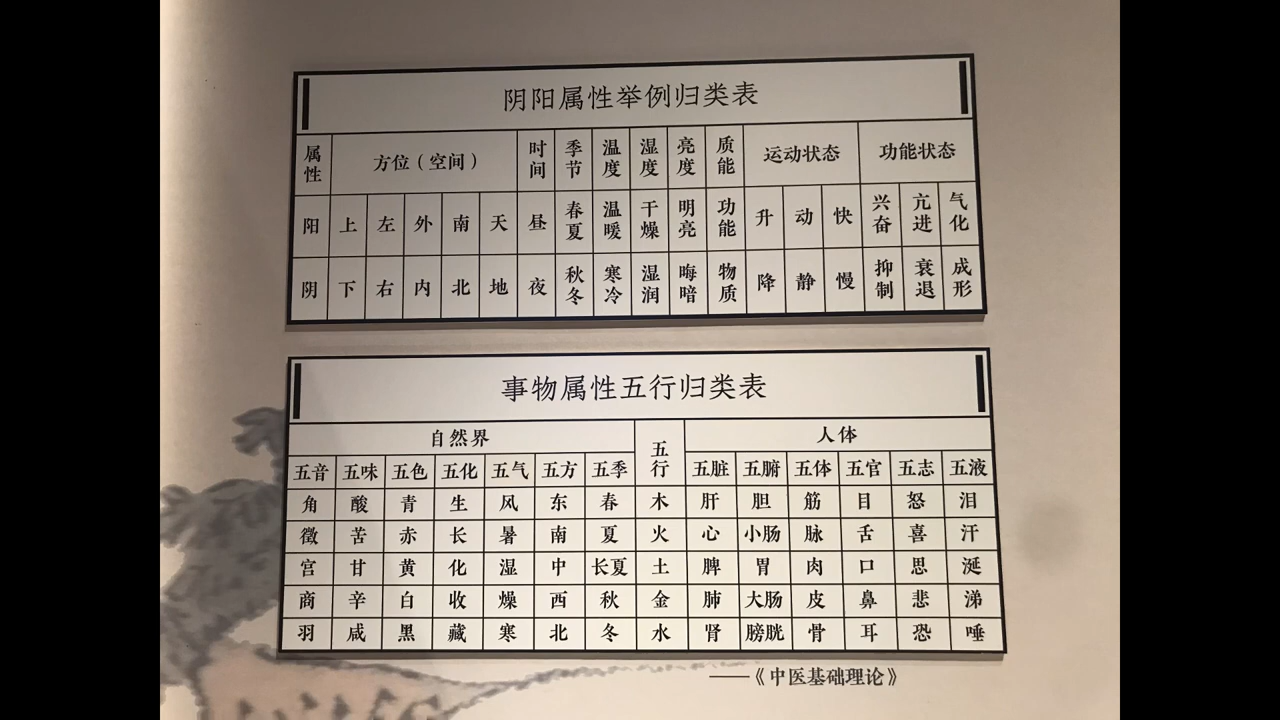 阴阳属性举例归类表
属性 方位（空间） 时间 季节 温度 湿度 亮度 质能 运动状态 功能状态
阳 上 左 外 南 天 昼 春夏 温暖 干燥 明亮 功能 升 动 快 兴奋 亢进 气化
阴 下 右 内 北 地 夜 秋冬 寒冷 湿润 晦暗 物质 降 静 慢 抑制 衰退 成形
事物属性五行归类表
自然界 五行 人体
五音 五味 五色 五化 五气 五方 五季 五脏 五腑 五体 五官 五志 五液
角 酸 青 生 风 东 春 木 肝 胆 筋 目 怒 泪
徵 苦 赤 长 暑 南 夏 火 心 小肠 脉 舌 喜 汗
宫 甘 黄 化 湿 中 长夏 土 脾 胃 肉 口 思 涎
商 辛 白 收 燥 西 秋 金 肺 大肠 皮 鼻 悲 涕
羽 咸 黑 藏 寒 北 冬 水 肾 膀胱 骨 耳 恐 唾
——《中医基础理论》